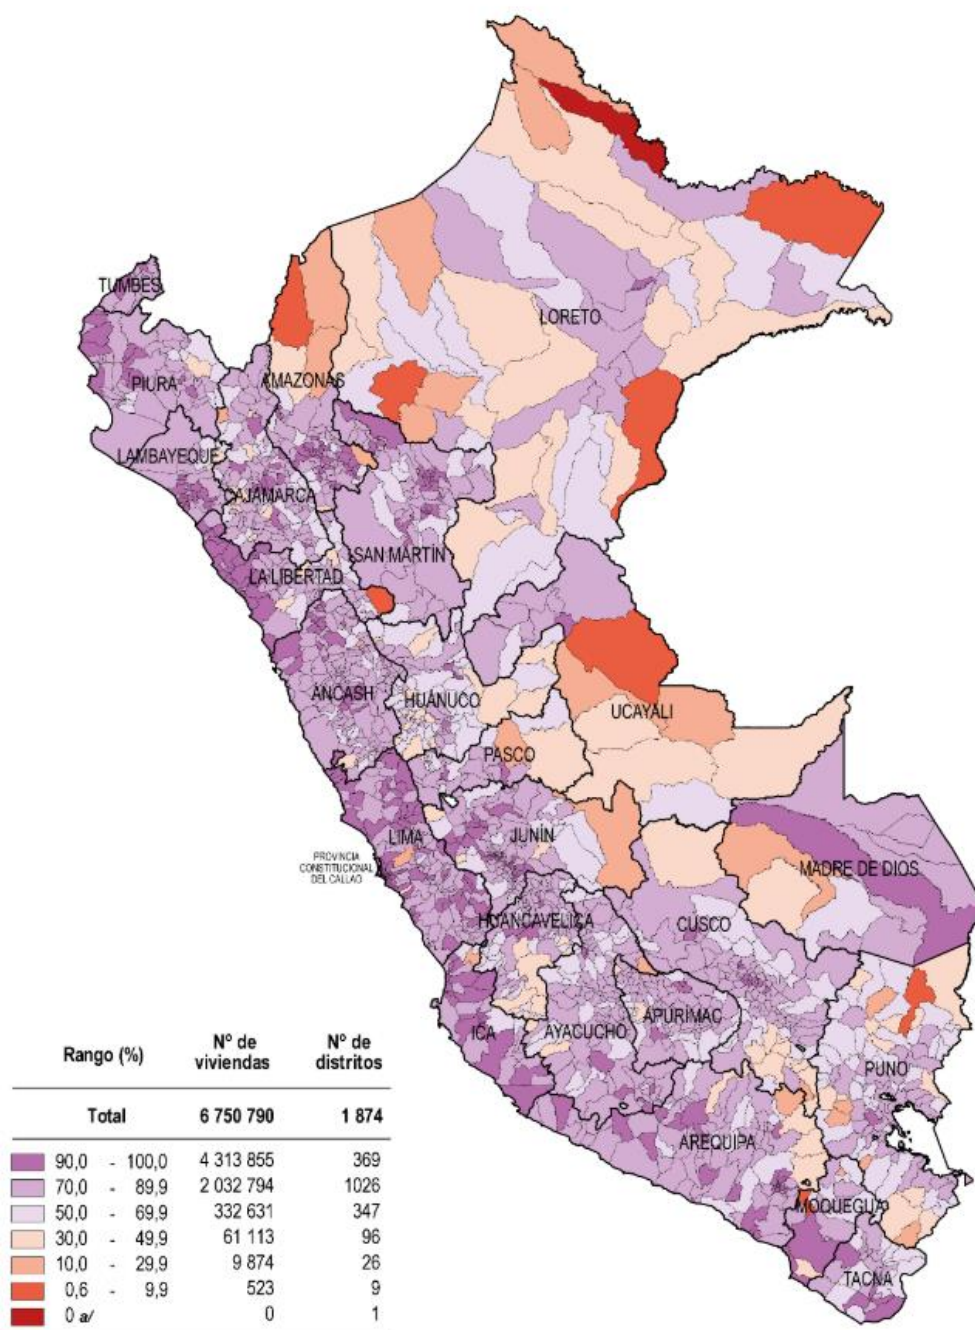 TUMBES
LORETO
PIURA
AMAZONAS
LAMBAYEQUE
CAJAMARCA
SAN MARTÍN
LA LIBERTAD
ANCASH
HUÁNUCO
UCAYALI
PASCO
LIMA
JUNÍN
PROVINCIA
CONSTITUCIONAL
DEL CALLAO
MADRE DE DIOS
HUANCAVELICA
CUSCO
ICA
AYACUCHO
APURÍMAC
PUNO
AREQUIPA
MOQUEGUA
TACNA
Rango (%) Nº de viviendas Nº de distritos
Total 6 750 790 1 874
90,0 - 100,0 4 313 855 369
70,0 - 89,9 2 032 794 1026
50,0 - 69,9 332 631 347
30,0 - 49,9 61 113 96
10,0 - 29,9 9 874 26
0,6 - 9,9 523 9
0 a/ 0 1